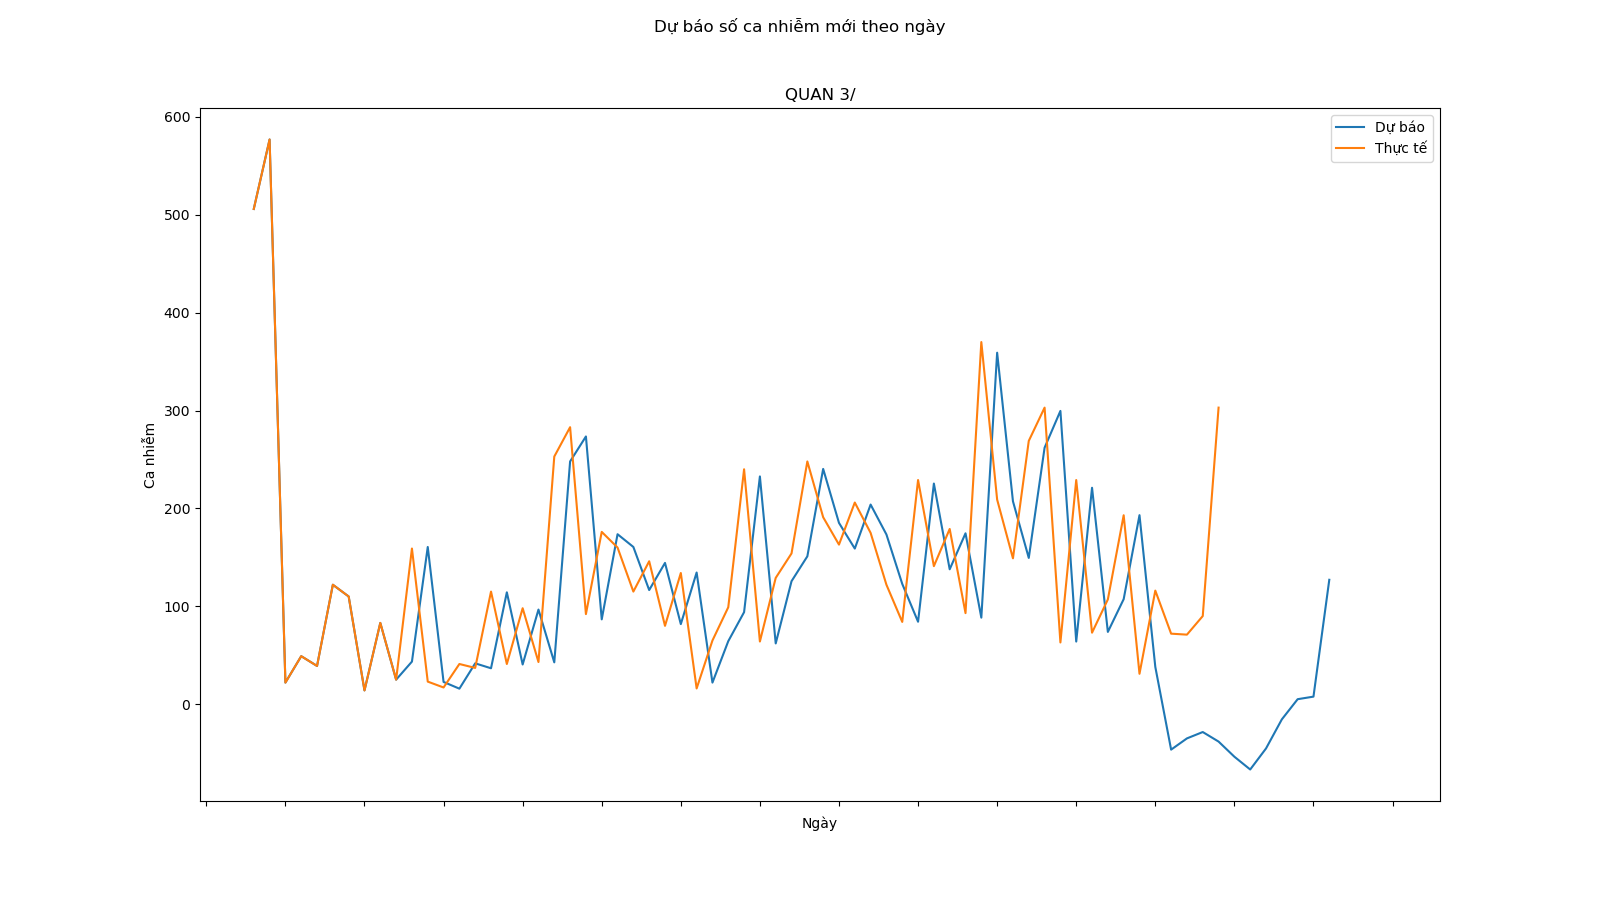 Dự báo số ca nhiễm mới theo ngày
QUAN 3/
600
500
400
300
200
100
0
Ca nhiễm
Ngày
Dự báo
Thực tế